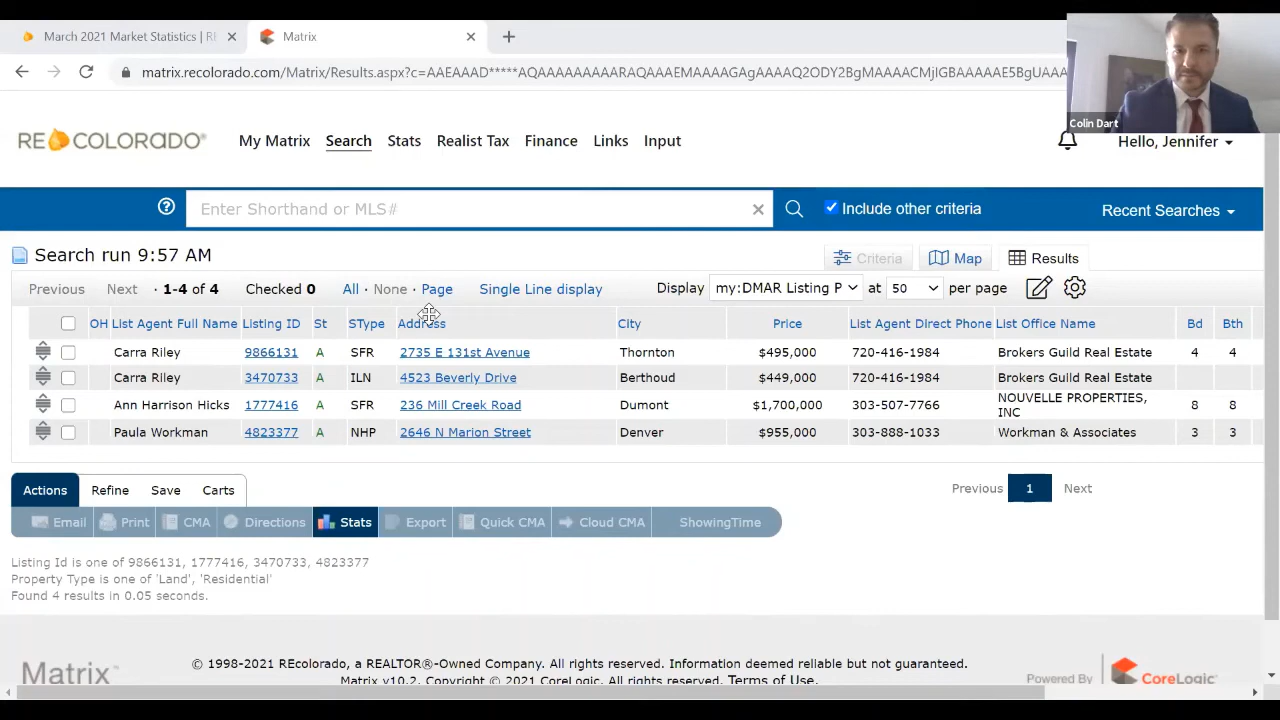 March 2021 Market Statistics | RE
Matrix
matrix.recolorado.com/Matrix/Results.aspx?c=AAEAAAD*****AQAAAAAAAAARAQAAAEMAAAAGAgAAAAQ2ODY2BgMAAAACMjIGBAAAAAE5BgUAAA
Colin Dart
RECOLORADO®
My Matrix Search Stats Realist Tax Finance Links Input
Hello, Jennifer
Enter Shorthand or MLS#
Include other criteria
Recent Searches
Search run 9:57 AM
Criteria Map Results
Previous Next · 1-4 of 4 Checked 0 All · None · Page Single Line display Display my:DMAR Listing P at 50 per page
OH List Agent Full Name Listing ID St SType Address City Price List Agent Direct Phone List Office Name Bd Bth
Carra Riley 9866131 A SFR 2735 E 131st Avenue Thornton $495,000 720-416-1984 Brokers Guild Real Estate 4 4
Carra Riley 3470733 A ILN 4523 Beverly Drive Berthoud $449,000 720-416-1984 Brokers Guild Real Estate
Ann Harrison Hicks 1777416 A SFR 236 Mill Creek Road Dumont $1,700,000 303-507-7766 NOUVELLE PROPERTIES, INC 8 8
Paula Workman 4823377 A NHP 2646 N Marion Street Denver $955,000 303-888-1033 Workman & Associates 3 3
Actions Refine Save Carts
Previous 1 Next
Email Print CMA Directions Stats Export Quick CMA Cloud CMA ShowingTime
Listing Id is one of 9866131, 1777416, 3470733, 4823377
Property Type is one of 'Land', 'Residential'
Found 4 results in 0.05 seconds.
Matrix™
© 1998-2021 REcolorado, a REALTOR®-Owned Company. All rights reserved. Information deemed reliable but not guaranteed.
Matrix v10.2, Copyright © 2021 CoreLogic. All rights reserved. Terms of Use.
Powered By CoreLogic